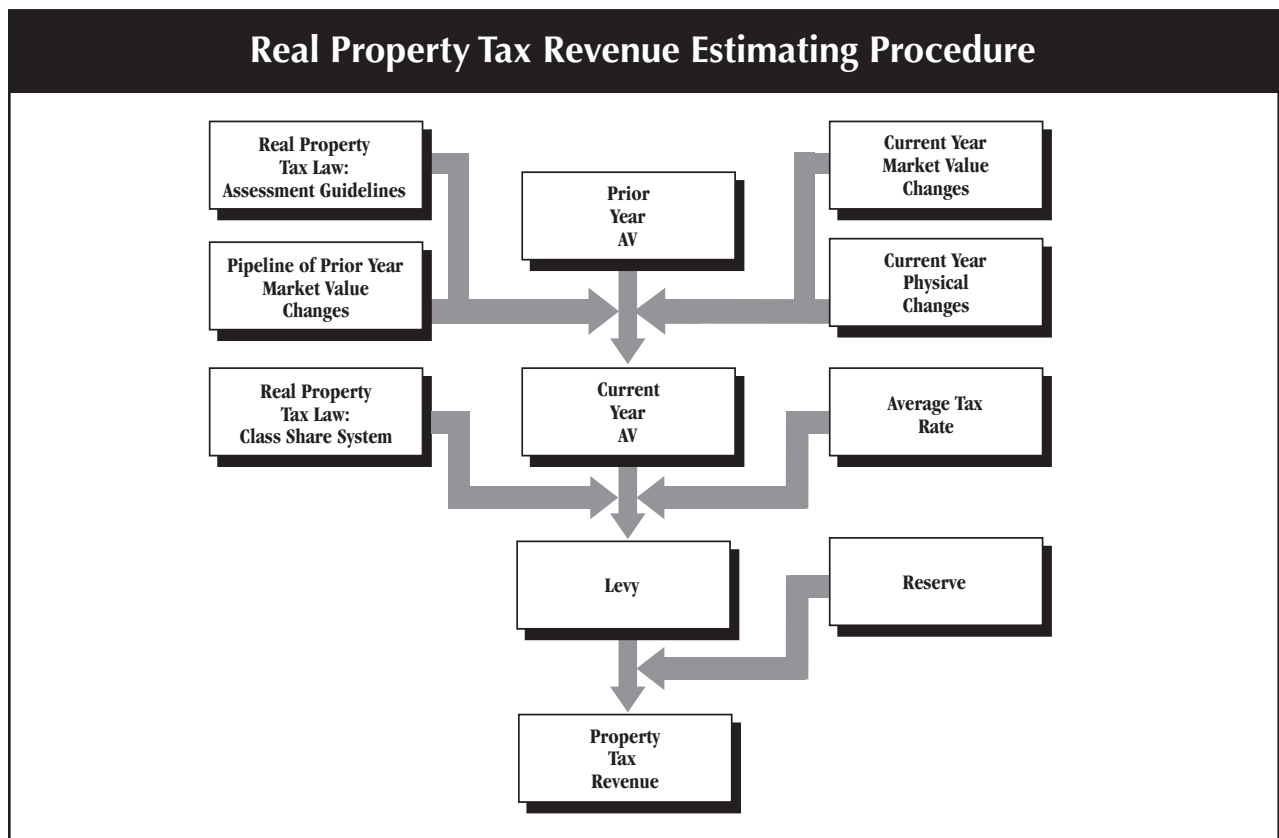 Real Property Tax Revenue Estimating Procedure
Real Property
Tax Law:
Assessment Guidelines
Prior
Year
AV
Current Year
Market Value
Changes
Pipeline of Prior Year
Market Value
Changes
Current Year
Physical
Changes
Real Property
Tax Law:
Class Share System
Current
Year
AV
Average Tax
Rate
Levy
Reserve
Property
Tax
Revenue